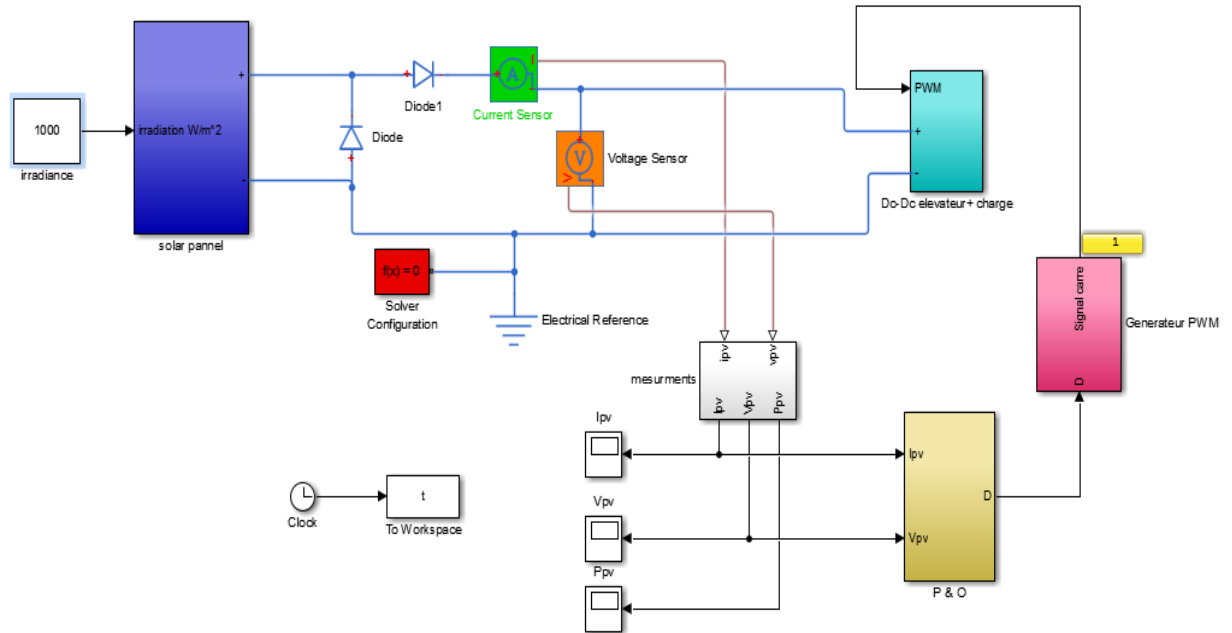 1000
irradiance
irradiation W/m^2
+
-
solar pannel
Diode
Diode1
A
I
Current Sensor
V
Voltage Sensor
PWM
+
-
Dc-Dc elevateur+ charge
f(x) = 0
Solver
Configuration
Electrical Reference
1
Signal carre
D
Generateur PWM
mesurments
ipv
vpv
Ipv
Vpv
Ppv
Ipv
Vpv
Ppv
Ipv
Vpv
D
P & O
Clock
t
To Workspace